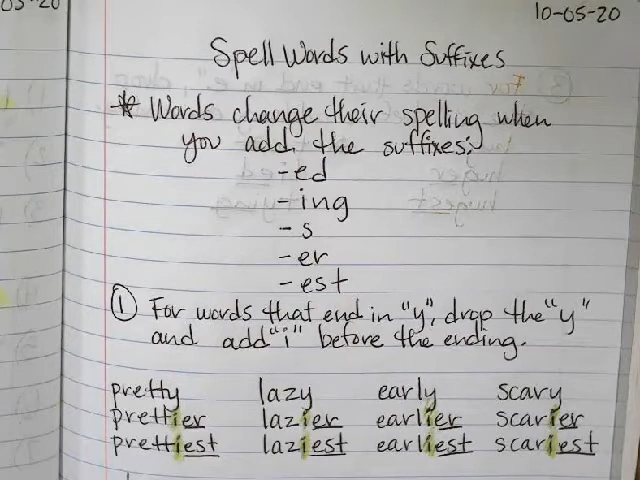 05-20
10-05-20
Spell Words with Suffixes
* Words change their spelling when
you add the suffixes:
-ed
-ing
-s
-er
-est
① For words that end in "y", drop the "y"
and add "i" before the ending.
pretty lazy early scary
prettier lazier earlier scarier
prettiest laziest earliest scariest